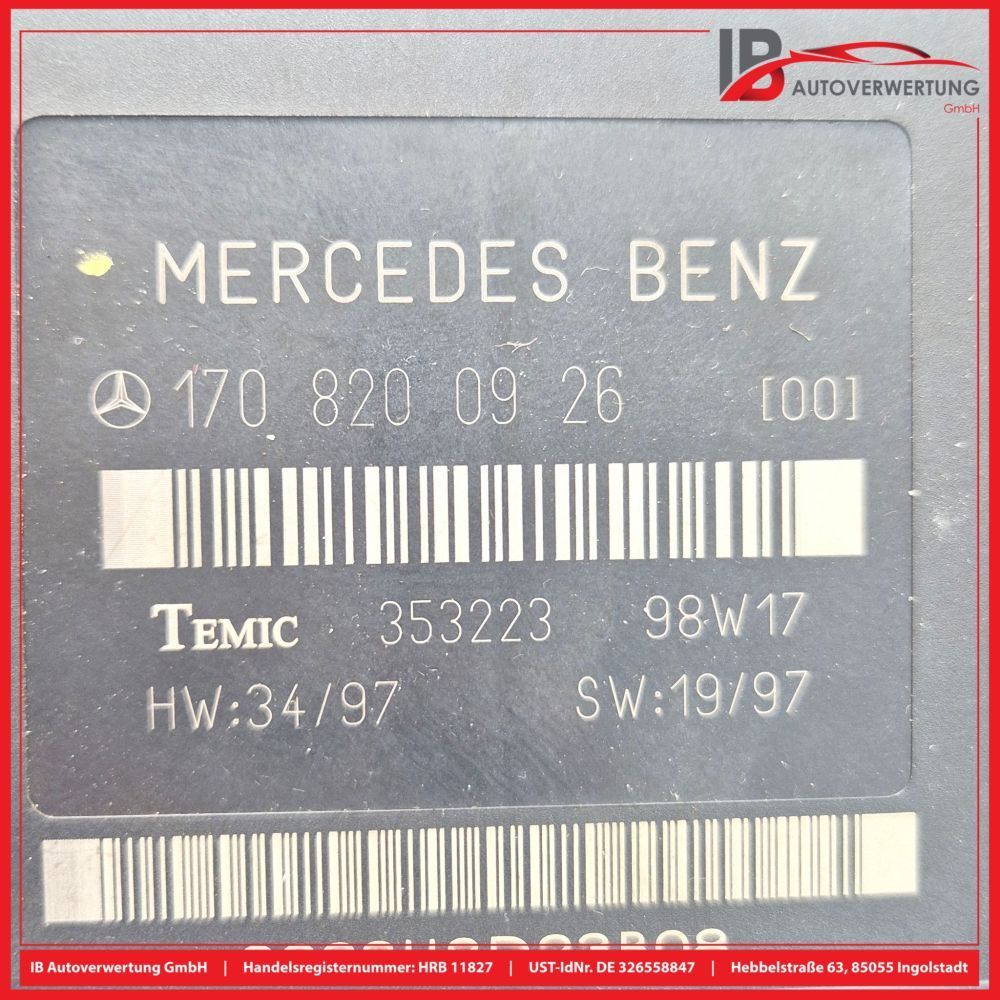 IB
AUTOVERWERTUNG
GmbH
MERCEDES BENZ
170 820 09 26 [00]
TEMIC 353223 98W17
HW:34/97 SW:19/97
IB Autoverwertung GmbH | Handelsregisternummer: HRB 11827 | UST-IdNr. DE 326558847 | Hebbelstraße 63, 85055 Ingolstadt